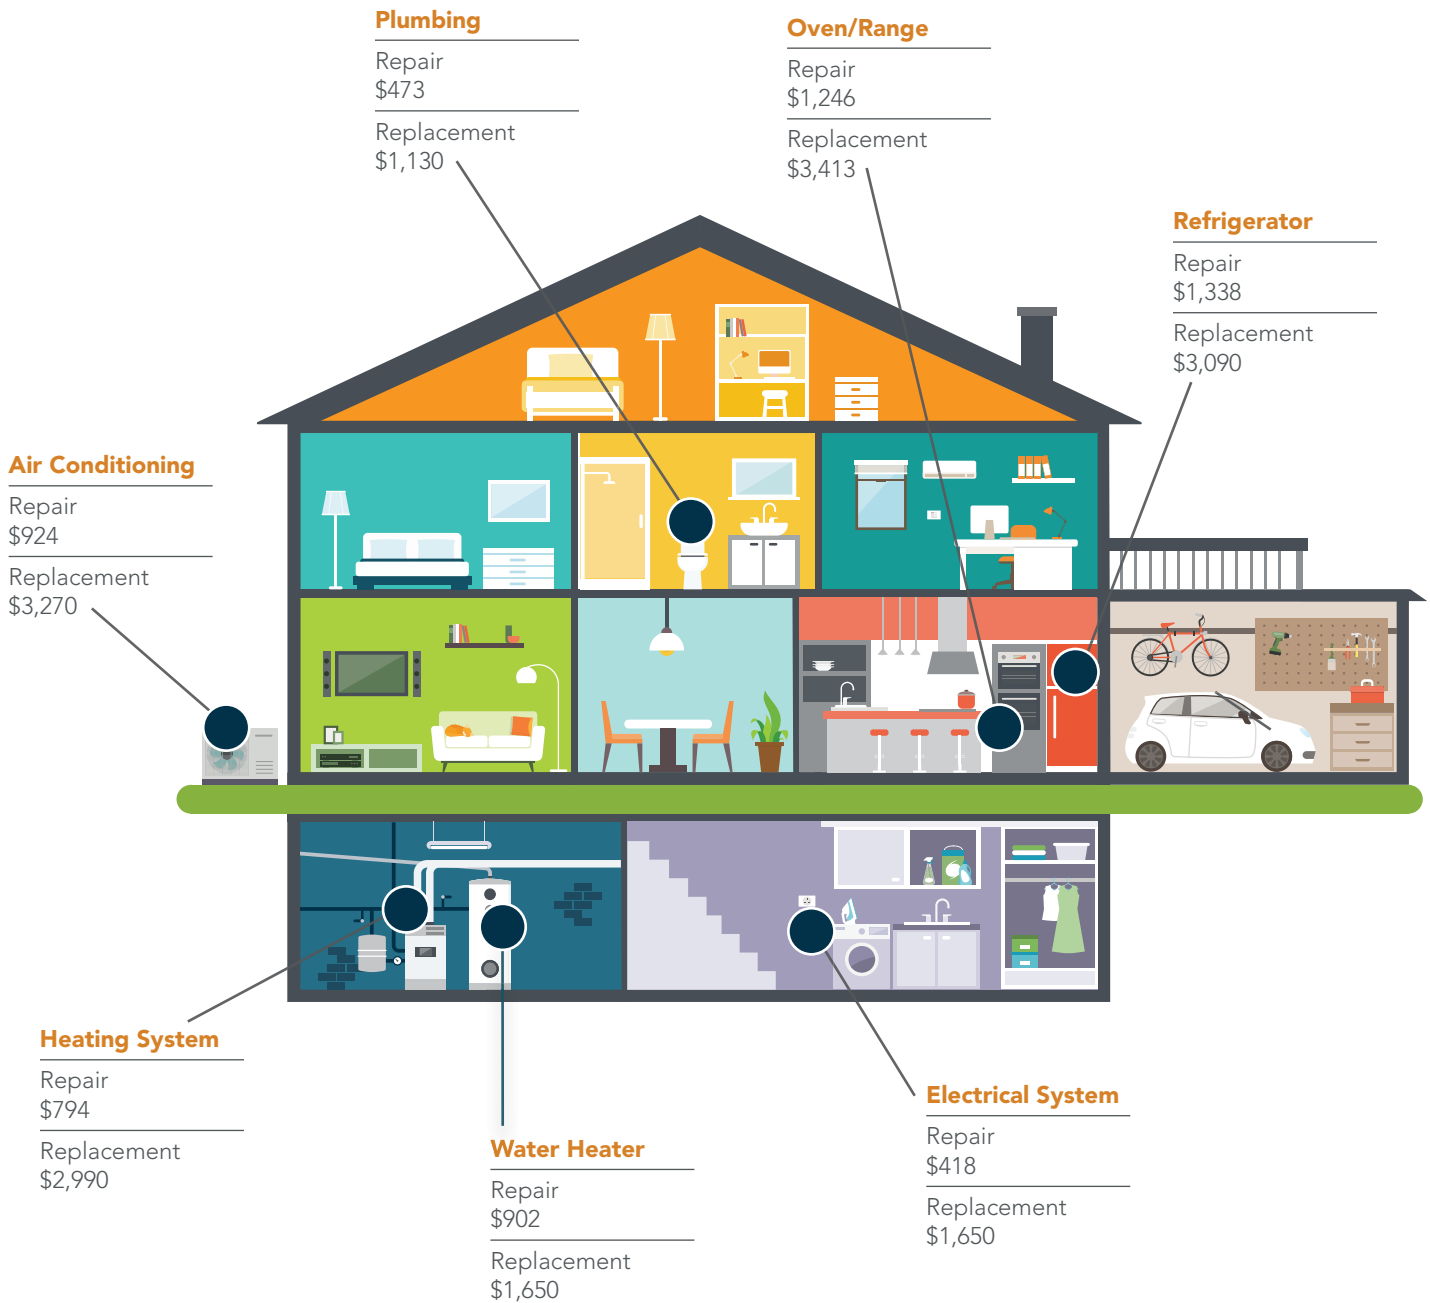 Plumbing
Repair
$473
Replacement
$1,130
Oven/Range
Repair
$1,246
Replacement
$3,413
Refrigerator
Repair
$1,338
Replacement
$3,090
Air Conditioning
Repair
$924
Replacement
$3,270
Heating System
Repair
$794
Replacement
$2,990
Water Heater
Repair
$902
Replacement
$1,650
Electrical System
Repair
$418
Replacement
$1,650